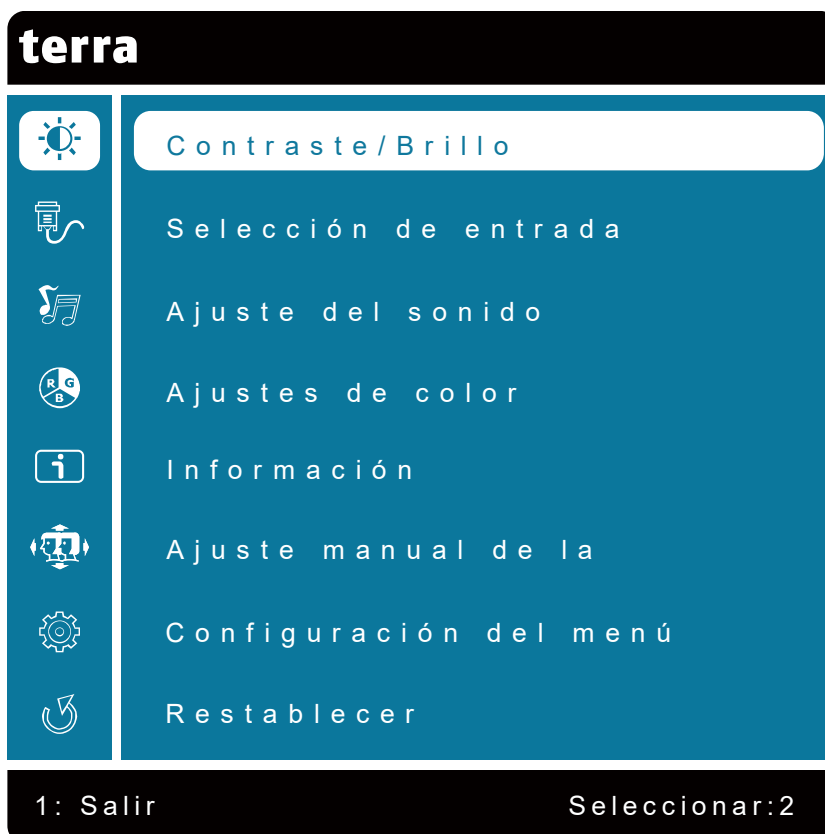 terra
Contraste/Brillo
Selección de entrada
Ajuste del sonido
R G
B
Ajustes de color
Información
Ajuste manual de la
Configuración del menú
Restablecer
1: Salir Seleccionar:2